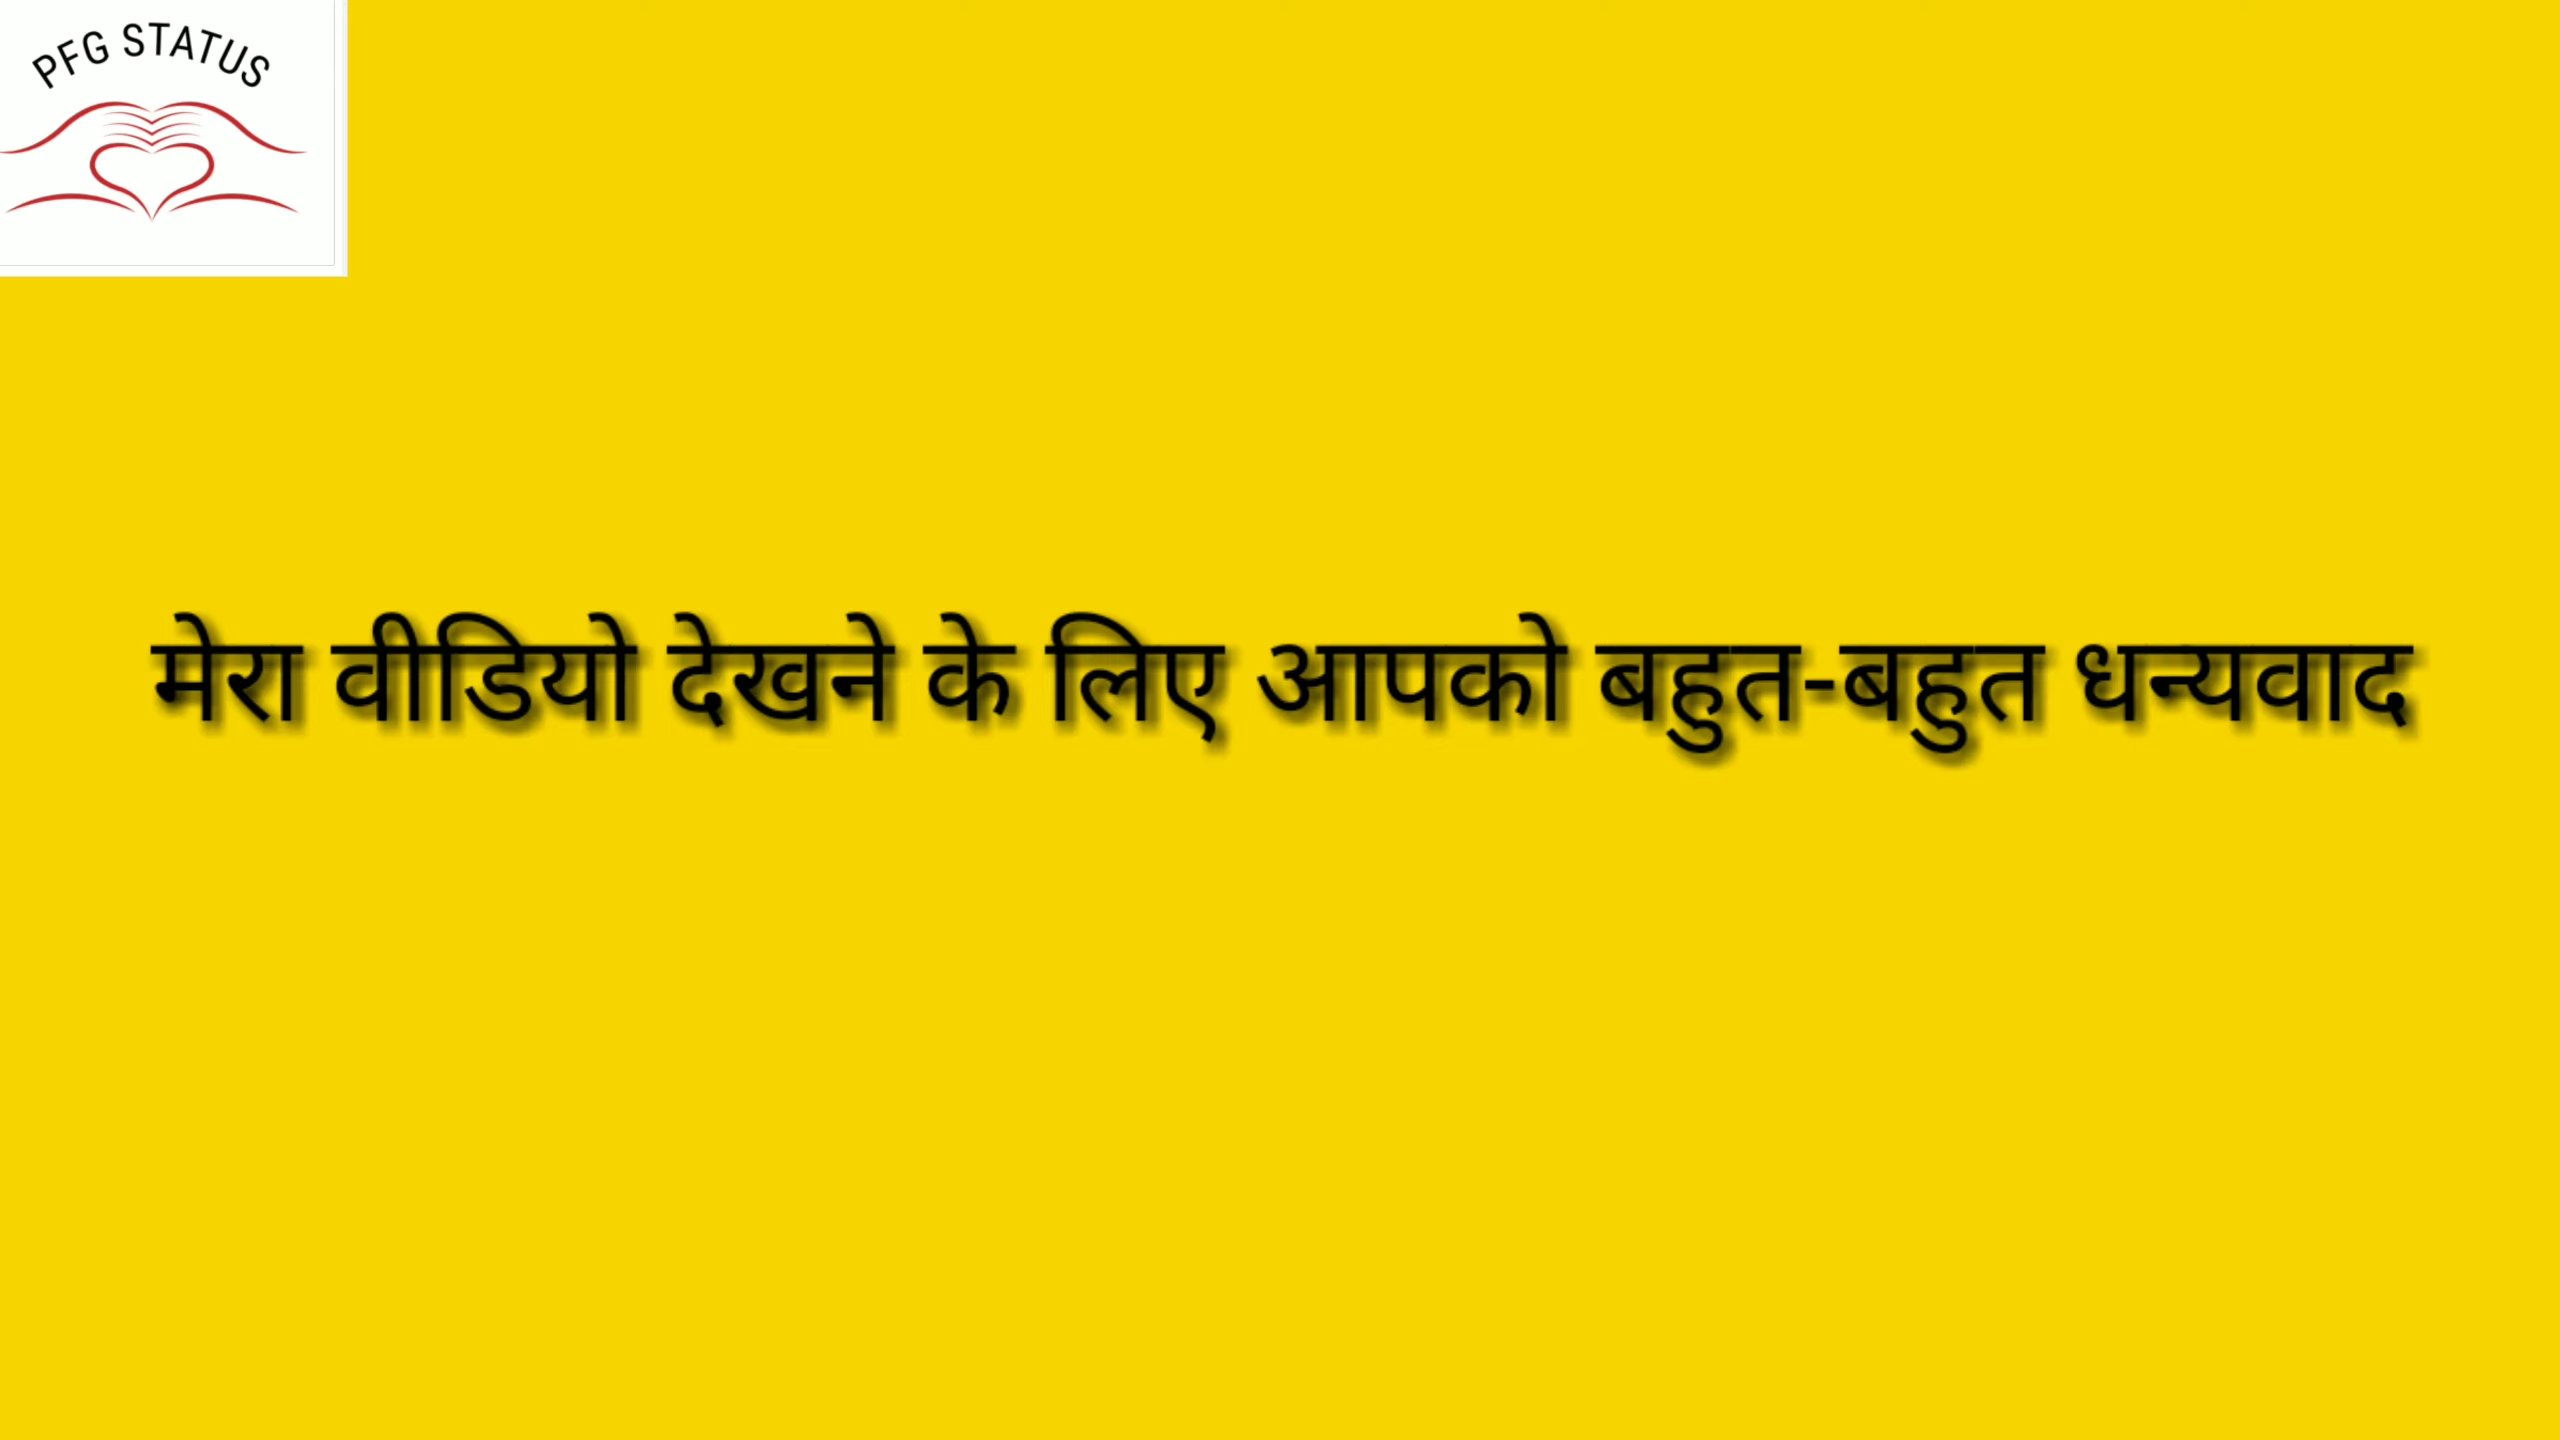 PFG STATUS
मेरा वीडियो देखने के लिए आपको बहुत-बहुत धन्यवाद